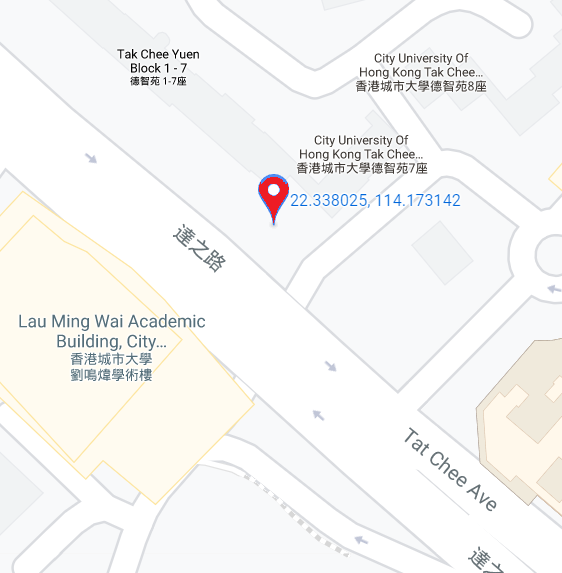 Tak Chee Yuen
Block 1 - 7
德智苑 1-7座
City University Of
Hong Kong Tak Chee…
香港城市大學德智苑8座
City University Of
Hong Kong Tak Chee…
香港城市大學德智苑7座
22.338025, 114.173142
達之路
Lau Ming Wai Academic
Building, City…
香港城市大學
劉鳴煒學術樓
Tat Chee Ave
達之